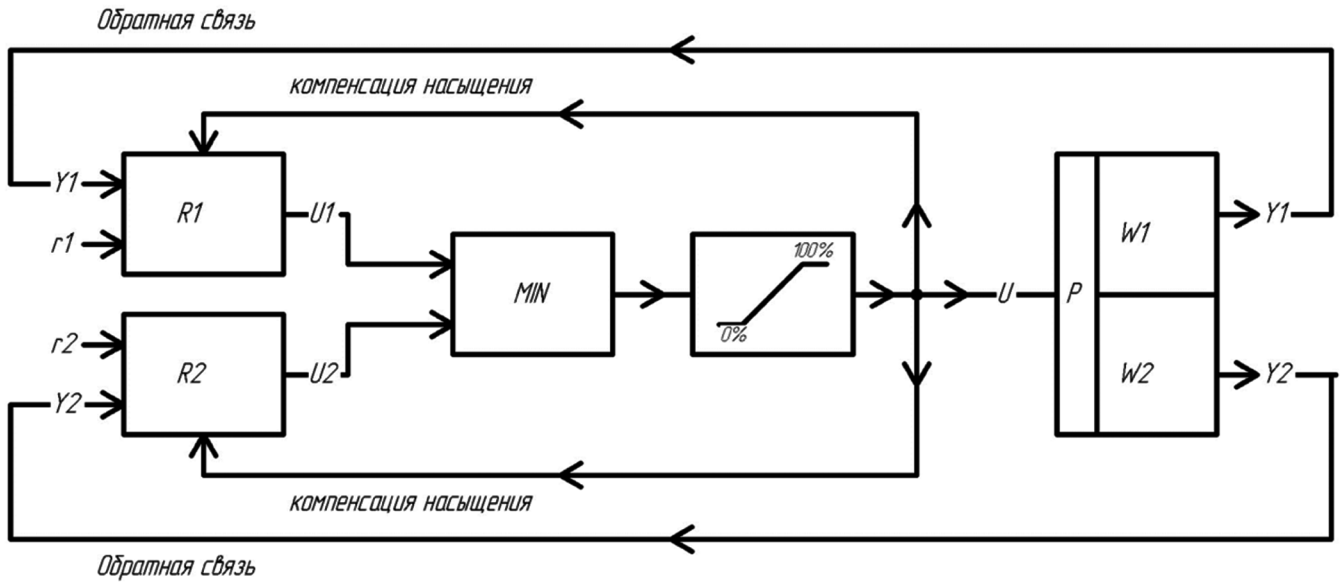 Обратная связь
компенсация насыщения
Y1
R1
U1
r1
MIN
100%
0%
U
P
W1
Y1
r2
R2
U2
Y2
W2
Y2
компенсация насыщения
Обратная связь